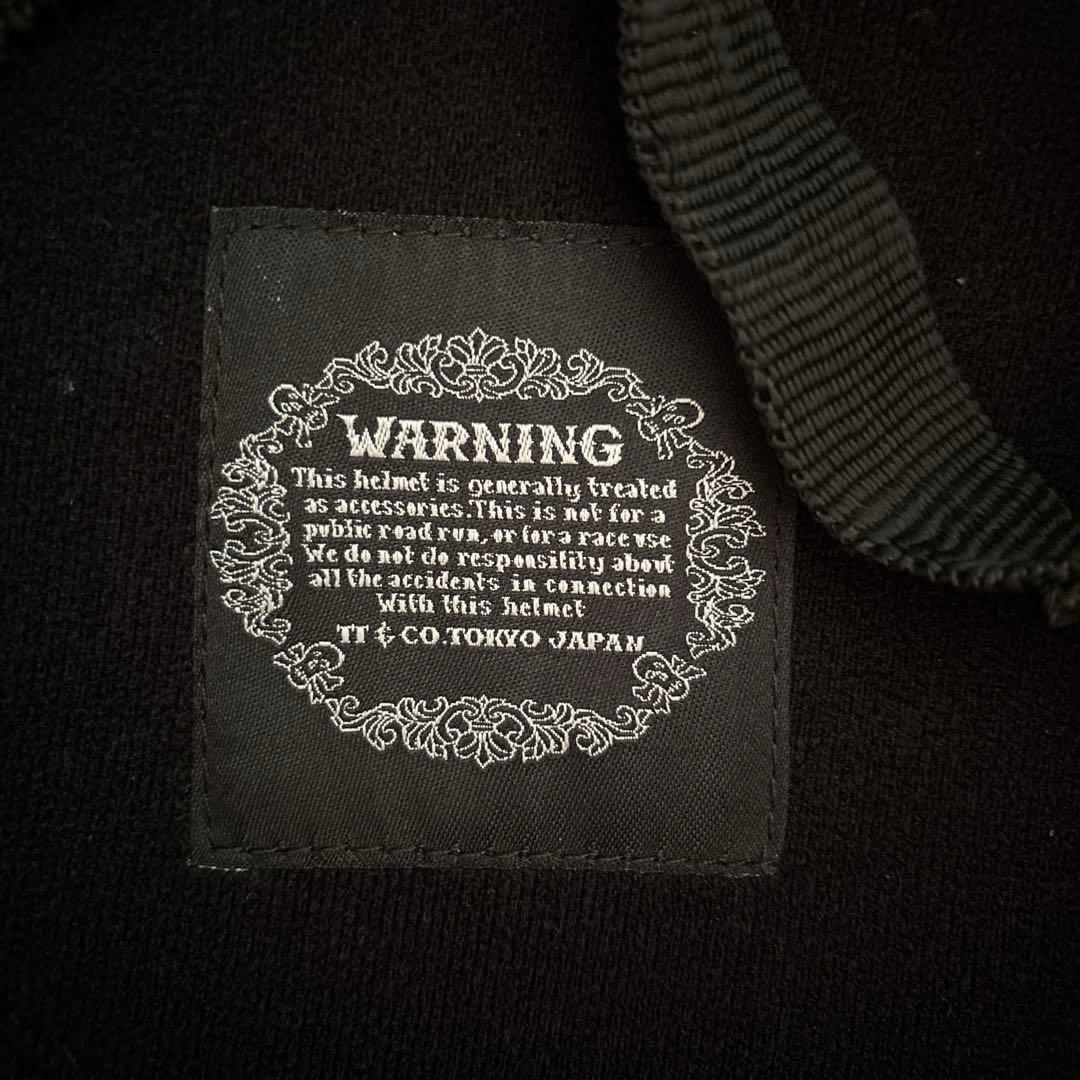 WARNING
This helmet is generally treated
as accessories.This is not for a
public road run, or for a race use
We do not do responsifility about
all the accidents in connection
With this helmet
TT & CO.TOKYO JAPAN